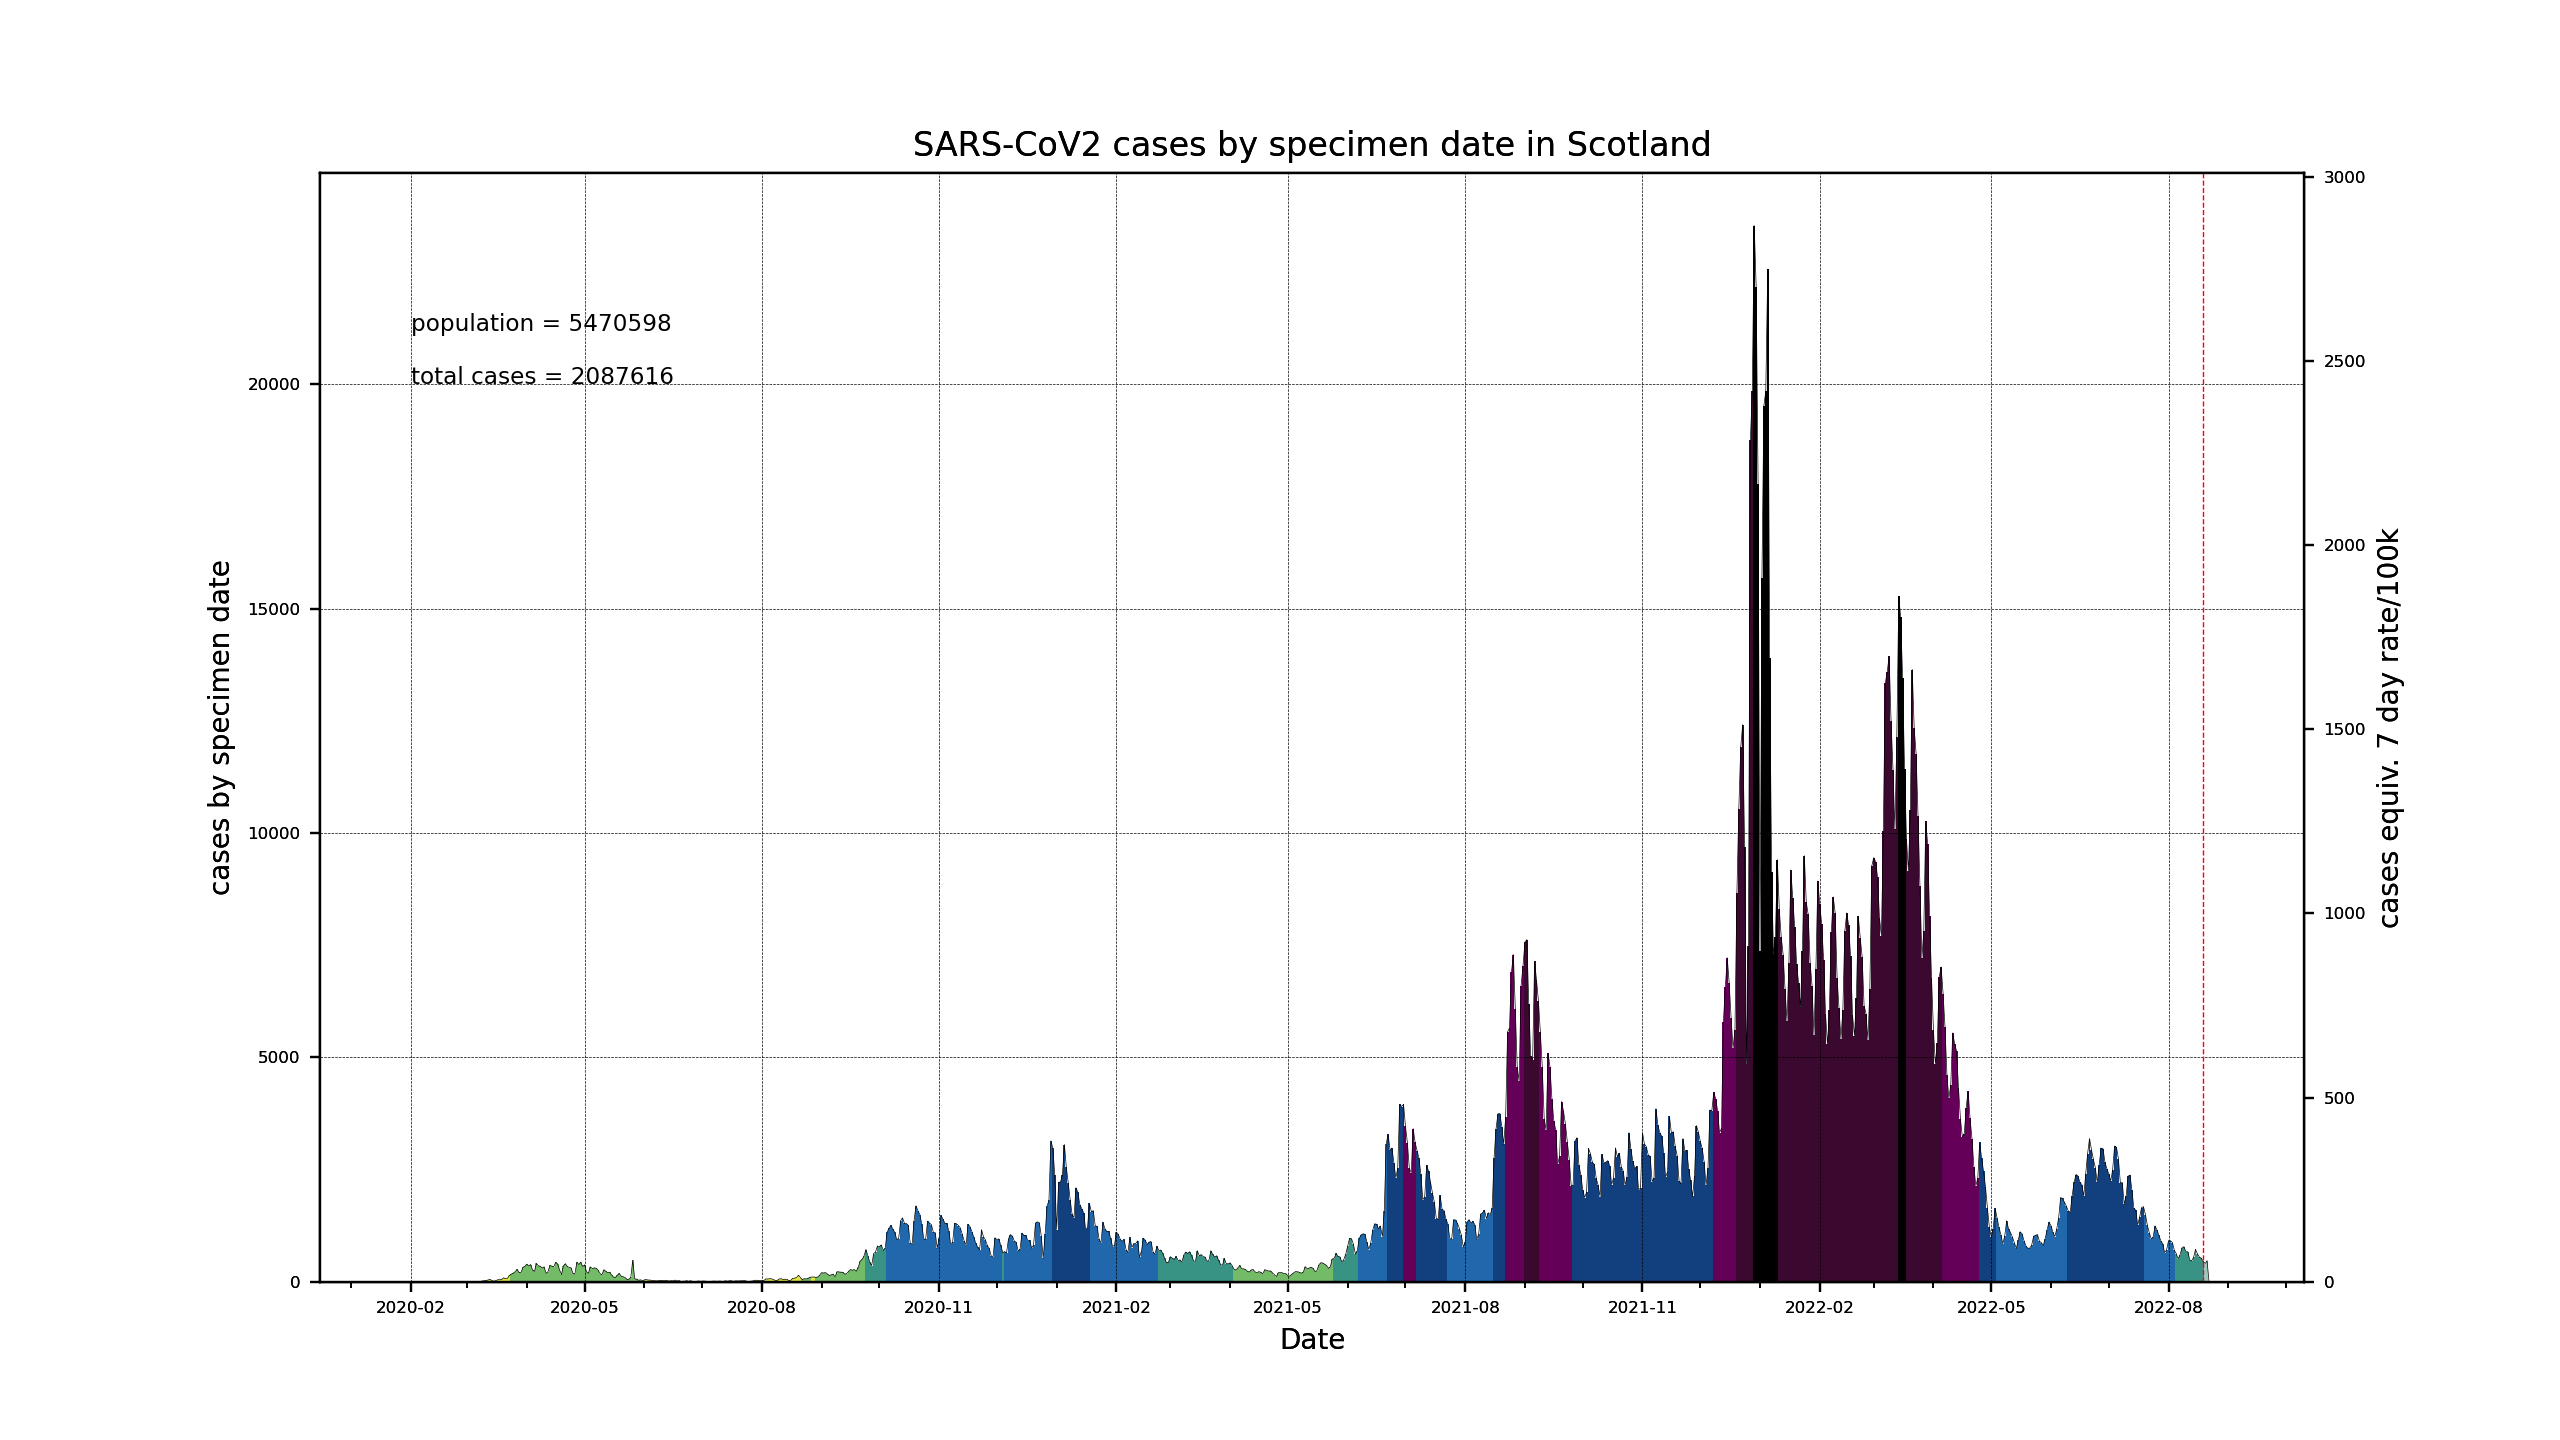 SARS-CoV2 cases by specimen date in Scotland
population = 5470598
total cases = 2087616
cases by specimen date
20000
15000
10000
5000
0
3000
2500
2000
1500
1000
500
0
cases equiv. 7 day rate/100k
2020-02 2020-05 2020-08 2020-11 2021-02 2021-05 2021-08 2021-11 2022-02 2022-05 2022-08
Date